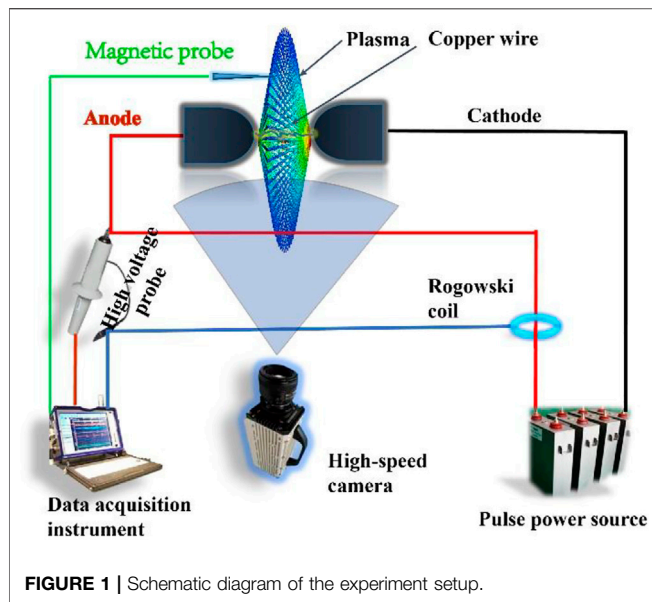 Magnetic probe
Plasma
Copper wire
Anode
Cathode
High voltage
probe
Rogowski
coil
High-speed
camera
Data acquisition
instrument
Pulse power source
FIGURE 1 | Schematic diagram of the experiment setup.